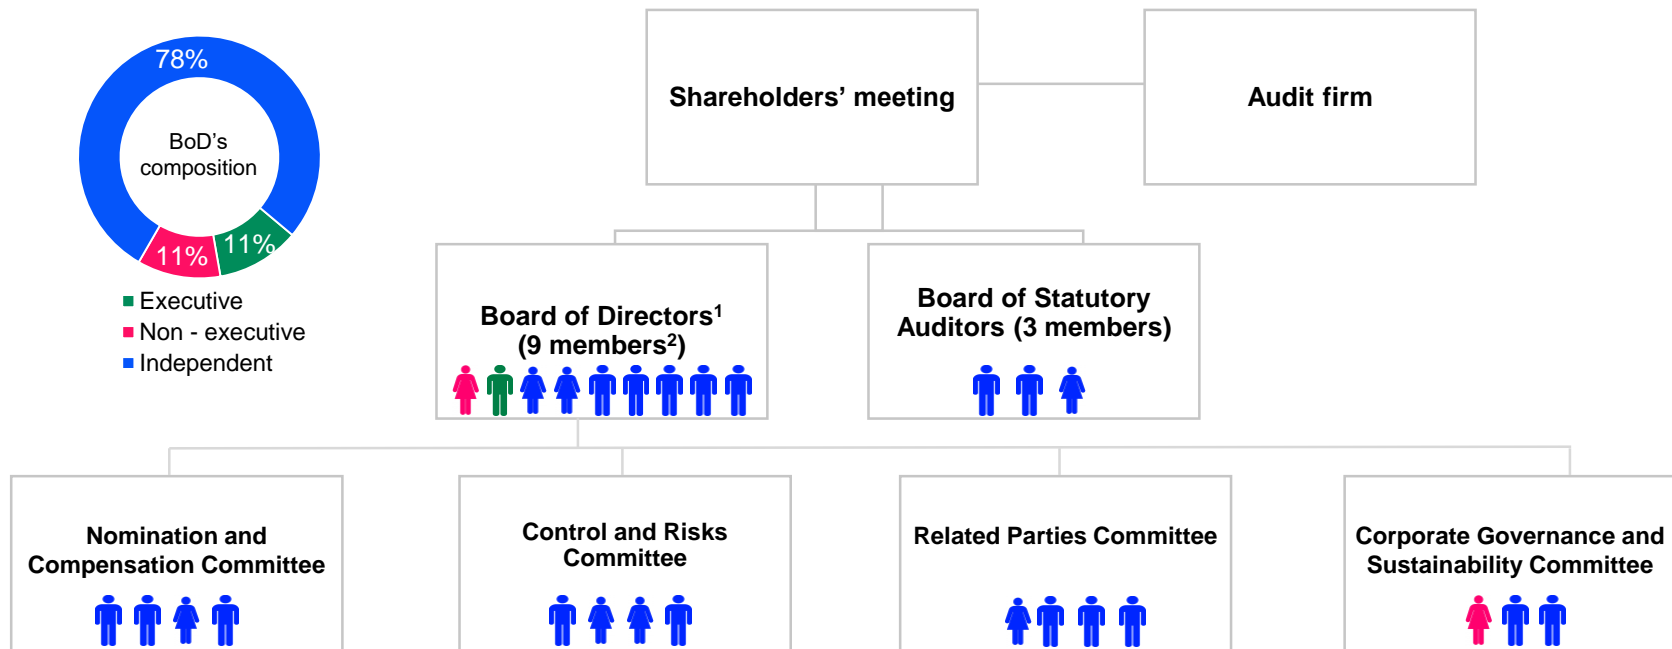 78%
BoD's
composition
11%
11%
Executive
Non - executive
Independent
Shareholders' meeting
Audit firm
Board of Directors¹
(9 members²)
Board of Statutory
Auditors (3 members)
Nomination and
Compensation Committee
Control and Risks
Committee
Related Parties Committee
Corporate Governance and
Sustainability Committee